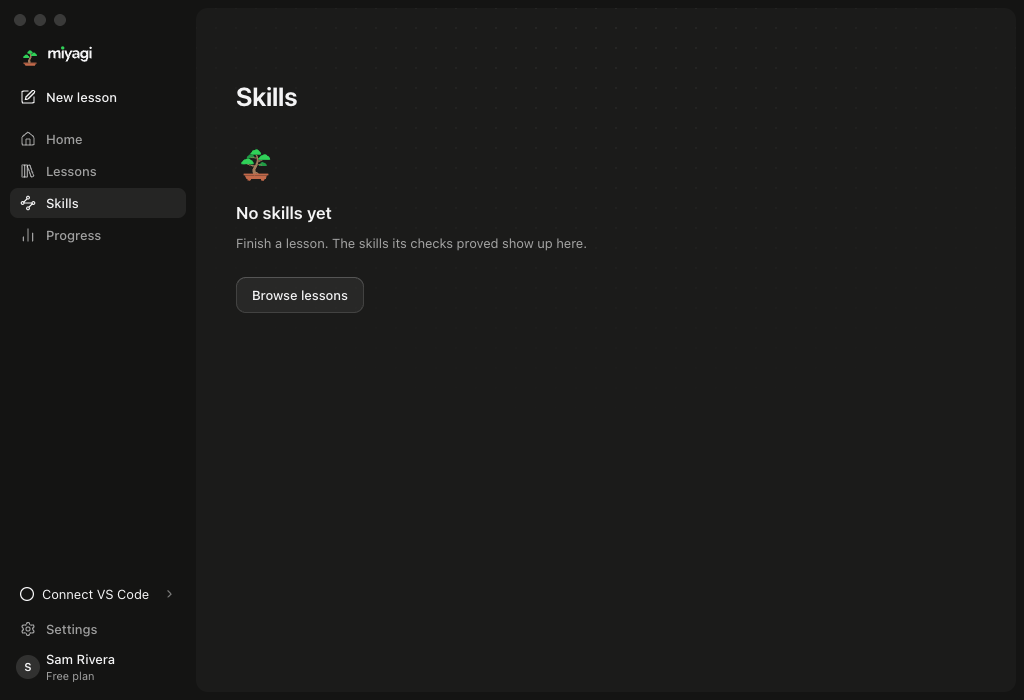 miyagi
New lesson
Home
Lessons
Skills
Progress
Connect VS Code
Settings
S
Sam Rivera
Free plan
Skills
No skills yet
Finish a lesson. The skills its checks proved show up here.
Browse lessons